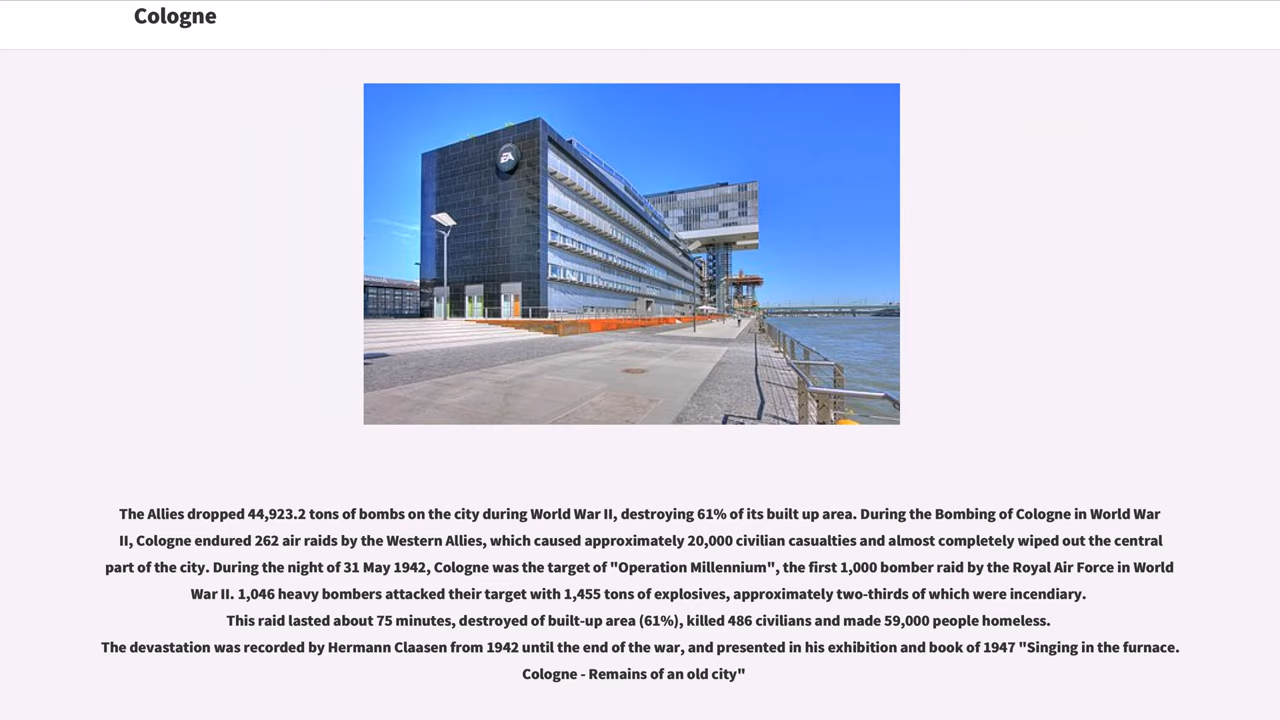 Cologne
EA
The Allies dropped 44,923.2 tons of bombs on the city during World War II, destroying 61% of its built up area. During the Bombing of Cologne in World War
II, Cologne endured 262 air raids by the Western Allies, which caused approximately 20,000 civilian casualties and almost completely wiped out the central
part of the city. During the night of 31 May 1942, Cologne was the target of "Operation Millennium", the first 1,000 bomber raid by the Royal Air Force in World
War II. 1,046 heavy bombers attacked their target with 1,455 tons of explosives, approximately two-thirds of which were incendiary.
This raid lasted about 75 minutes, destroyed of built-up area (61%), killed 486 civilians and made 59,000 people homeless.
The devastation was recorded by Hermann Claasen from 1942 until the end of the war, and presented in his exhibition and book of 1947 "Singing in the furnace.
Cologne - Remains of an old city"